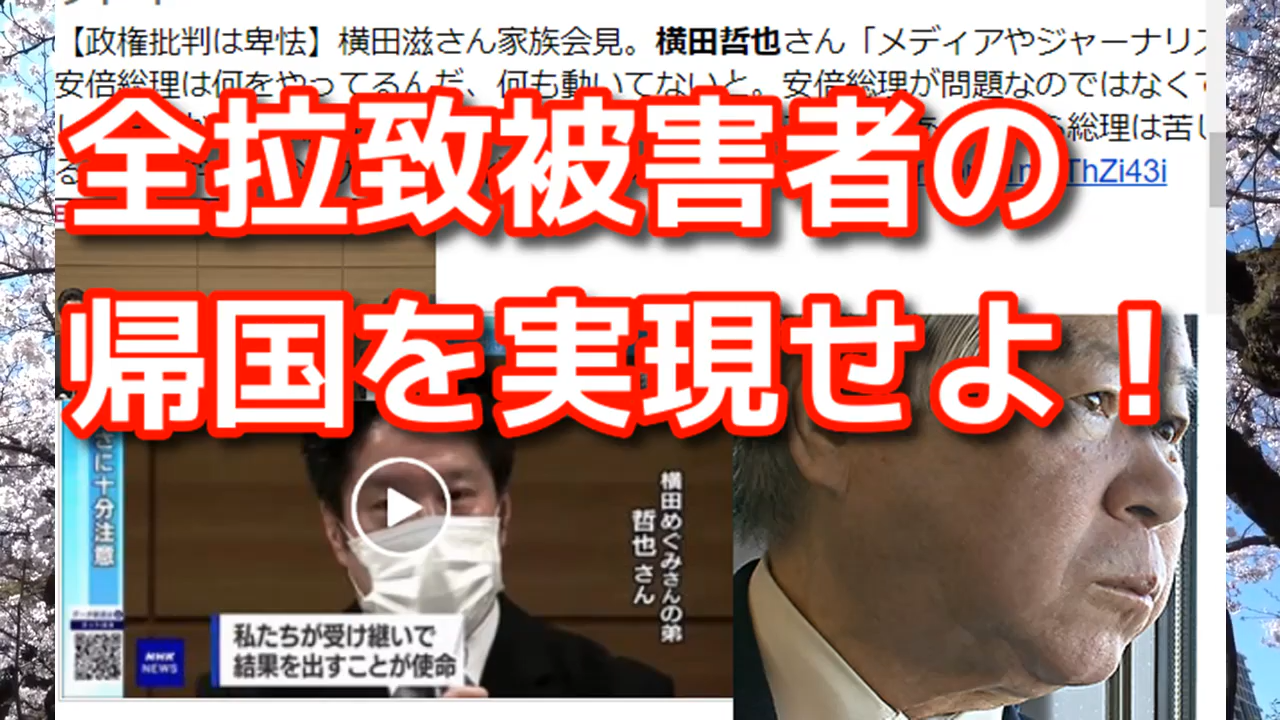 【政権批判は卑怯】横田滋さん家族会見。横田哲也さん「メディアやジャーナリス
安倍総理は何をやってるんだ、何も動いてないと。安倍総理が問題なのではなくて
総理は苦し
る
ThZi43i
全拉致被害者の
帰国を実現せよ！
さに十分注意
横田めぐみさんの弟
哲也さん
私たちが受け継いで
結果を出すことが使命
NHK
NEWS